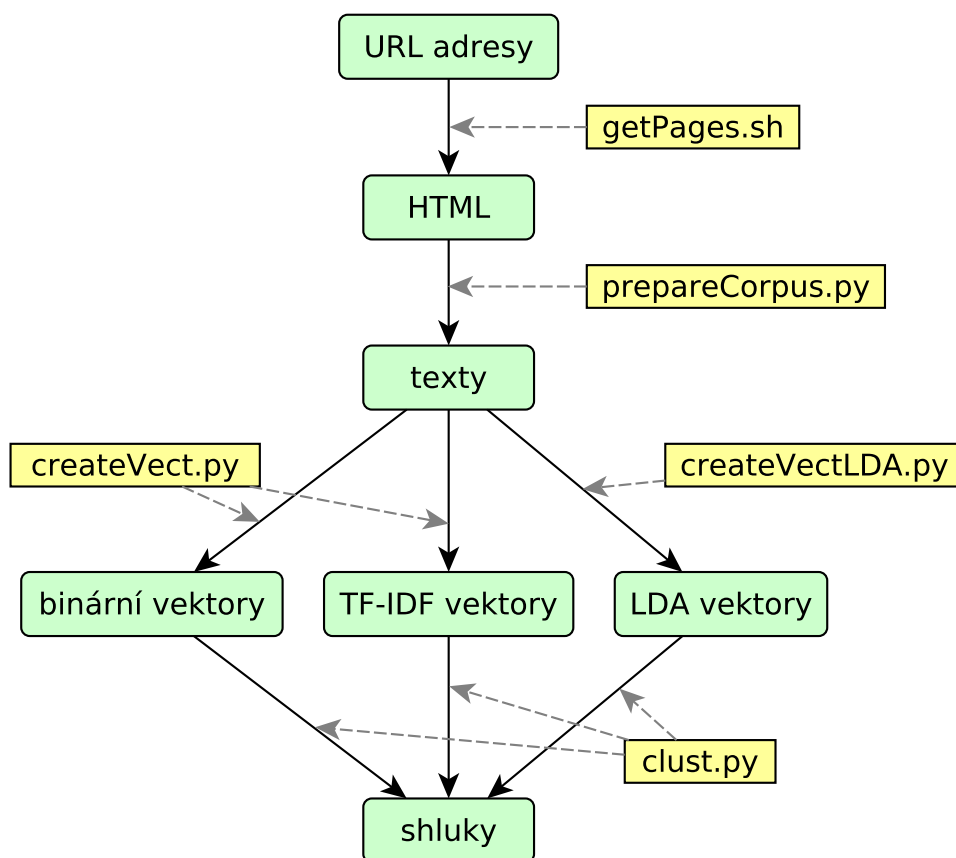 URL adresy
getPages.sh
HTML
prepareCorpus.py
texty
createVect.py
createVectLDA.py
binární vektory
TF-IDF vektory
LDA vektory
clust.py
shluky